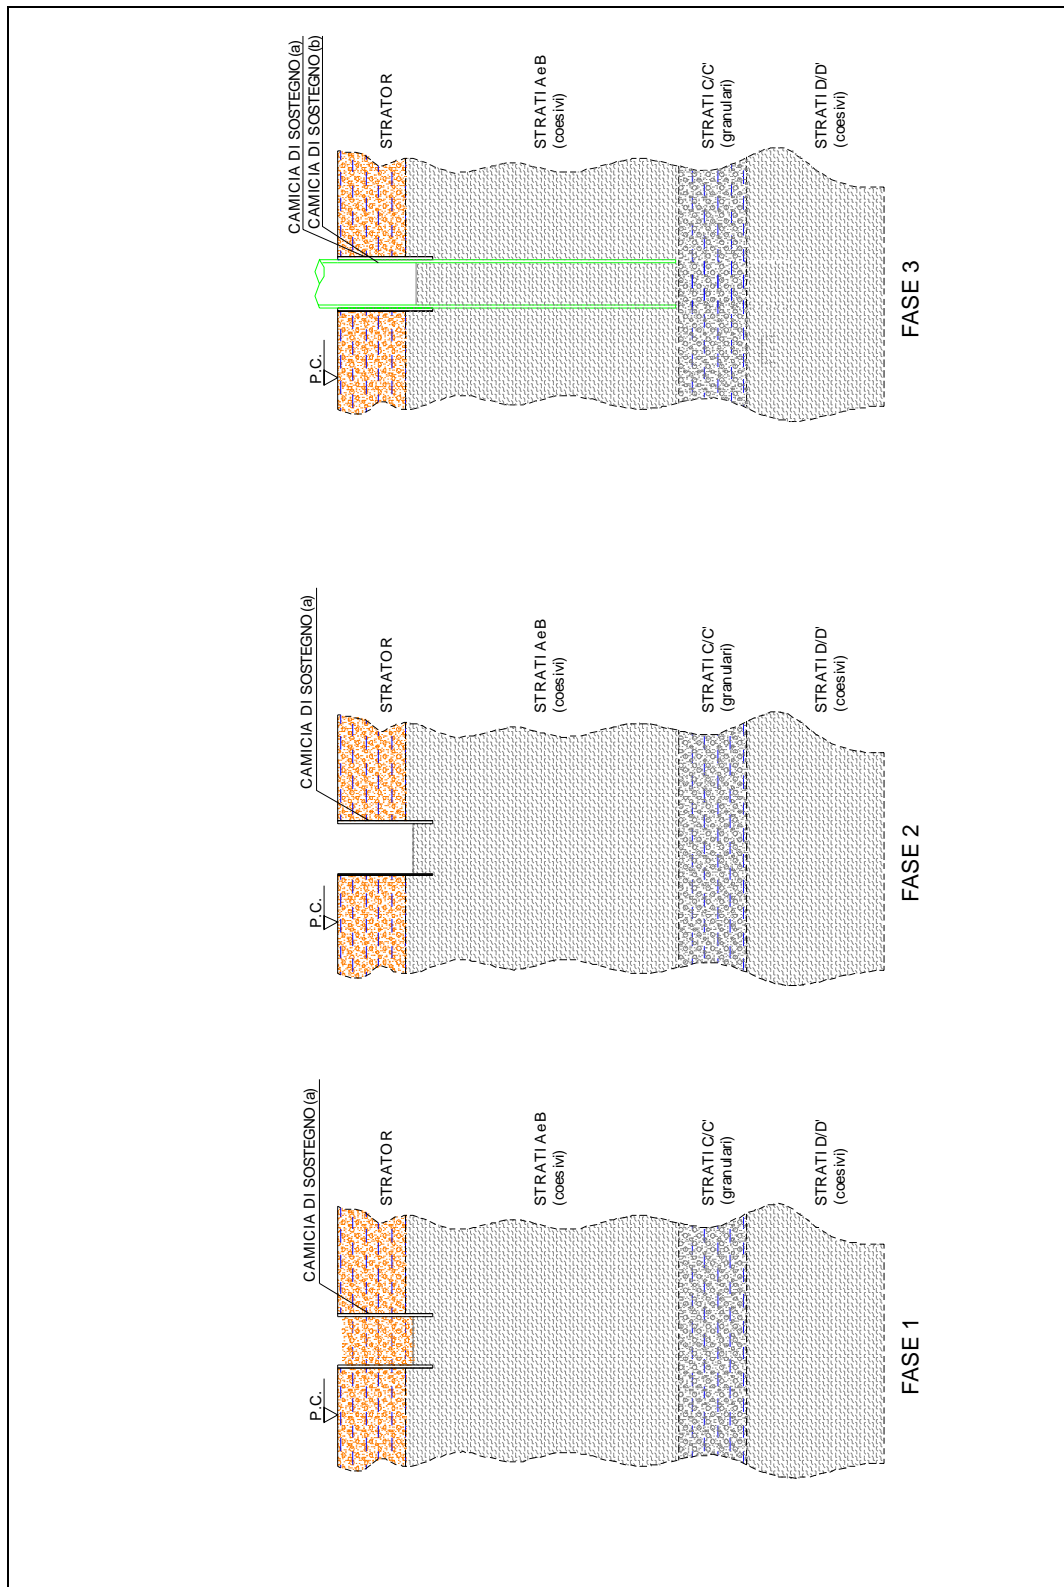 CAMICIA DI SOSTEGNO (a)
P.C.
STRATO R
STRATI A e B
(coesivi)
STRATI C/C'
(granulari)
STRATI D/D'
(coesivi)
FASE 1
CAMICIA DI SOSTEGNO (a)
P.C.
STRATO R
STRATI A e B
(coesivi)
STRATI C/C'
(granulari)
STRATI D/D'
(coesivi)
FASE 2
CAMICIA DI SOSTEGNO (a)
CAMICIA DI SOSTEGNO (b)
P.C.
STRATO R
STRATI A e B
(coesivi)
STRATI C/C'
(granulari)
STRATI D/D'
(coesivi)
FASE 3